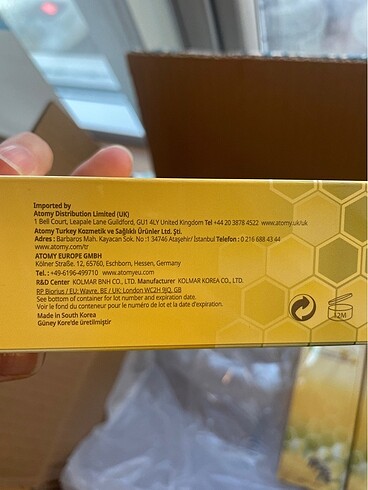 Imported by
Atomy Distribution Limited (UK)
1 Bell Court, Leapale Lane Guildford, GU1 4LY United Kingdom Tel +44 20 3878 4522 www.atomy.uk/uk
Atomy Turkey Kozmetik ve Sağlıklı Ürünler Ltd. Şti.
Adres : Barbaros Mah. Kayacan Sok. No :1 34746 Ataşehir/ İstanbul Telefon : 0 216 688 43 44
www.atomy.com/tr
ATOMY EUROPE GMBH
Kölner Straße 12, 65760, Eschborn, Hessen, Germany
Tel. : +49-6196-499710 www.atomyeu.com
R&D Center KOLMAR BNH CO., LTD. Manufacturer KOLMAR KOREA CO., LTD.
RP Biorius / EU: Wavre, BE / UK: London WC2H 9JQ, GB
See bottom of container for lot number and expiration date.
Voir le fond du conteneur pour le numéro de lot et la date d'expiration.
Made in South Korea
Güney Kore'de üretilmiştir
12M